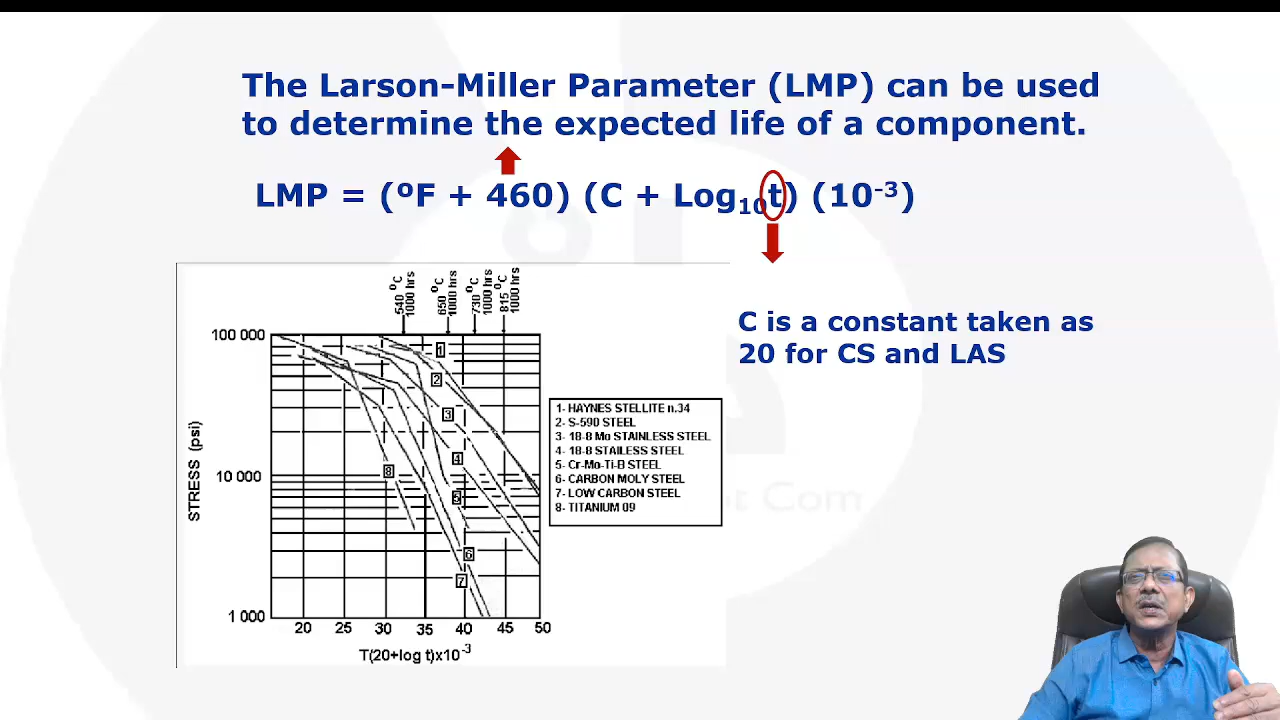 The Larson-Miller Parameter (LMP) can be used
to determine the expected life of a component.
LMP = (ºF + 460) (C + Log₁₀t) (10⁻³)
540 ºC
1000 hrs
650 ºC
1000 hrs
730 ºC
1000 hrs
815 ºC
1000 hrs
C is a constant taken as
20 for CS and LAS
100 000
10 000
1 000
STRESS (psi)
1
2
3
4
5
6
7
8
1- HAYNES STELLITE n.34
2- S-590 STEEL
3- 18-8 Mo STAINLESS STEEL
4- 18-8 STAILESS STEEL
5- Cr-Mo-Ti-B STEEL
6- CARBON MOLY STEEL
7- LOW CARBON STEEL
8- TITANIUM 09
20 25 30 35 40 45 50
T(20+log t)x10⁻³
t Com